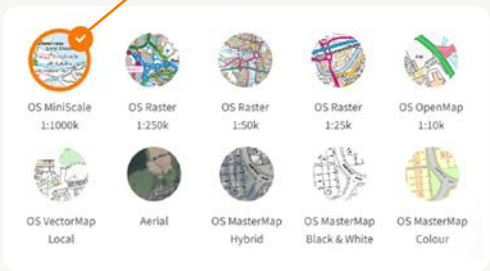 OS MiniScale
1:1000k
OS Raster
1:250k
OS Raster
1:50k
OS Raster
1:25k
OS OpenMap
1:10k
OS VectorMap
Local
Aerial
OS MasterMap
Hybrid
OS MasterMap
Black & White
OS MasterMap
Colour